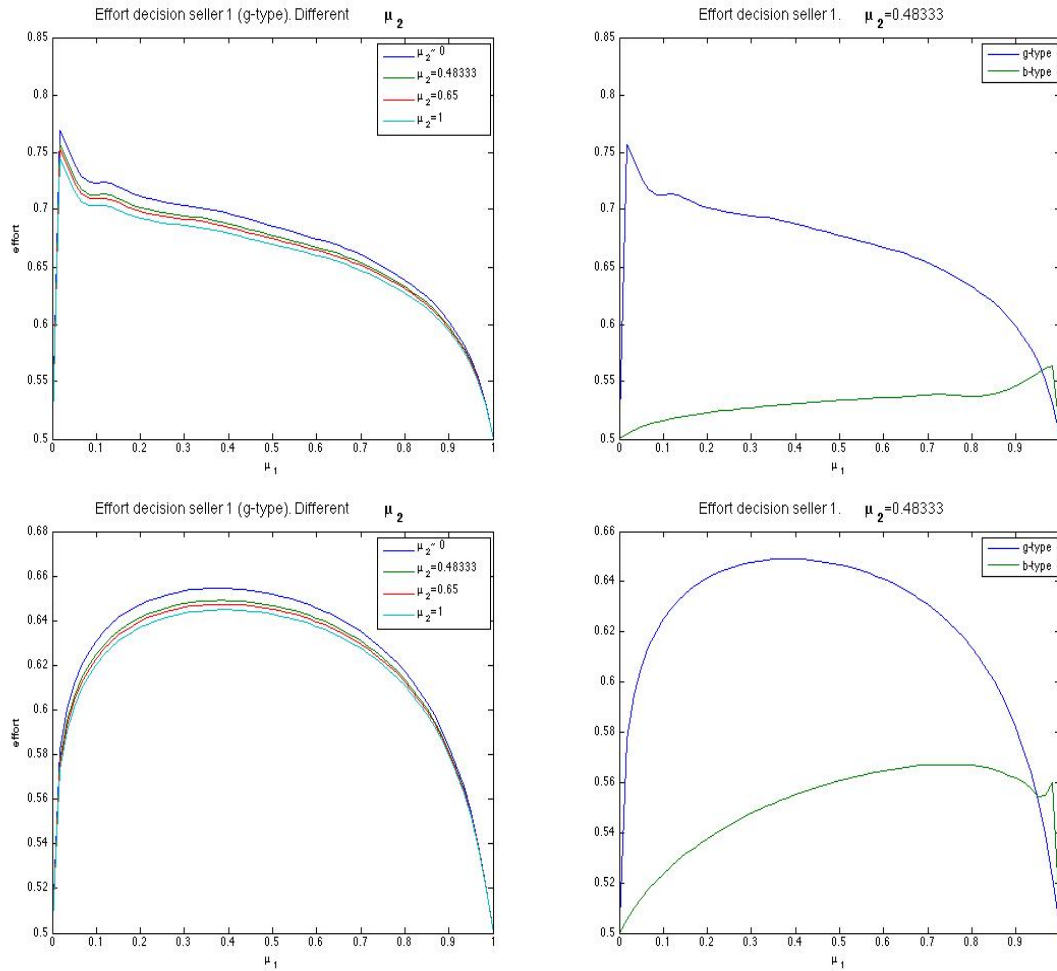 Effort decision seller 1 (g-type). Different μ2
0.85
0.8
0.75
0.7
0.65
0.6
0.55
0.5
effort
0 0.1 0.2 0.3 0.4 0.5 0.6 0.7 0.8 0.9 1
μ1
μ2~ 0
μ2=0.48333
μ2=0.65
μ2=1
Effort decision seller 1. μ2=0.48333
0.85
0.8
0.75
0.7
0.65
0.6
0.55
0.5
0 0.1 0.2 0.3 0.4 0.5 0.6 0.7 0.8 0.9
μ1
g-type
b-type
Effort decision seller 1 (g-type). Different μ2
0.68
0.66
0.64
0.62
0.6
0.58
0.56
0.54
0.52
0.5
effort
0 0.1 0.2 0.3 0.4 0.5 0.6 0.7 0.8 0.9 1
μ1
μ2~ 0
μ2=0.48333
μ2=0.65
μ2=1
Effort decision seller 1. μ2=0.48333
0.66
0.64
0.62
0.6
0.58
0.56
0.54
0.52
0.5
0 0.1 0.2 0.3 0.4 0.5 0.6 0.7 0.8 0.9
μ1
g-type
b-type